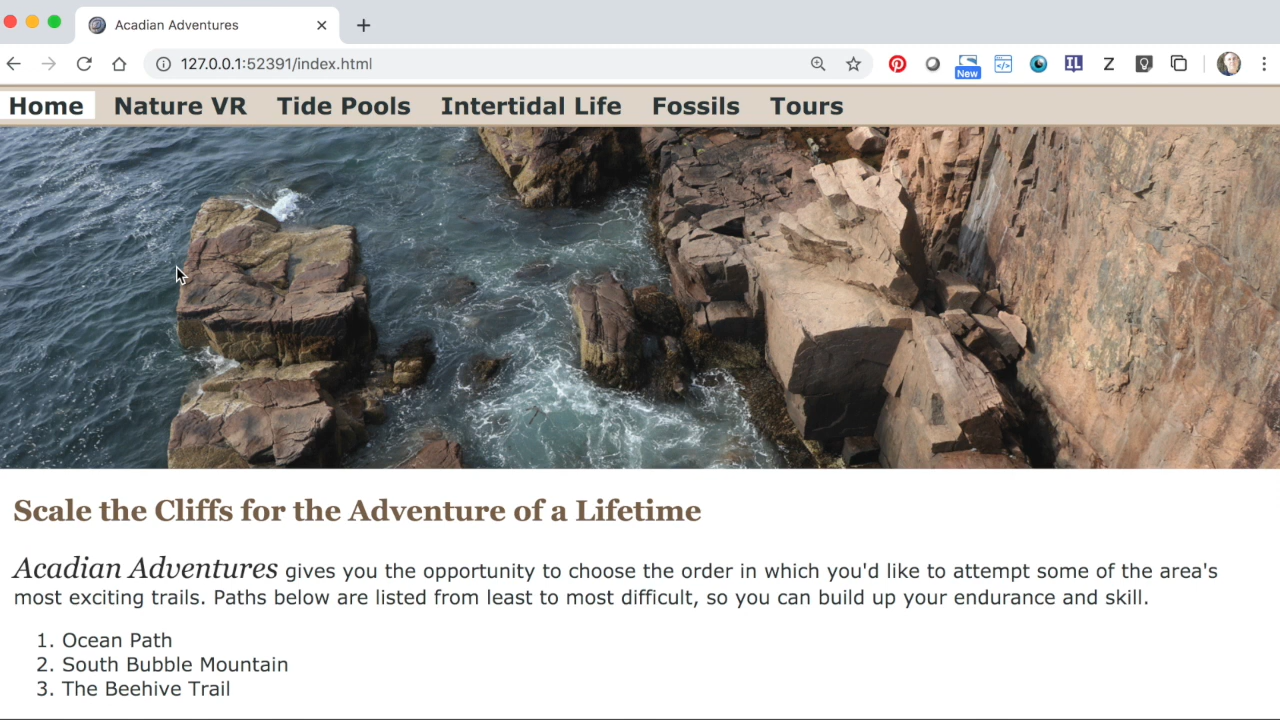 Acadian Adventures
127.0.0.1:52391/index.html
New
IL
Z
Home Nature VR Tide Pools Intertidal Life Fossils Tours
Scale the Cliffs for the Adventure of a Lifetime
Acadian Adventures gives you the opportunity to choose the order in which you'd like to attempt some of the area's
most exciting trails. Paths below are listed from least to most difficult, so you can build up your endurance and skill.
1. Ocean Path
2. South Bubble Mountain
3. The Beehive Trail